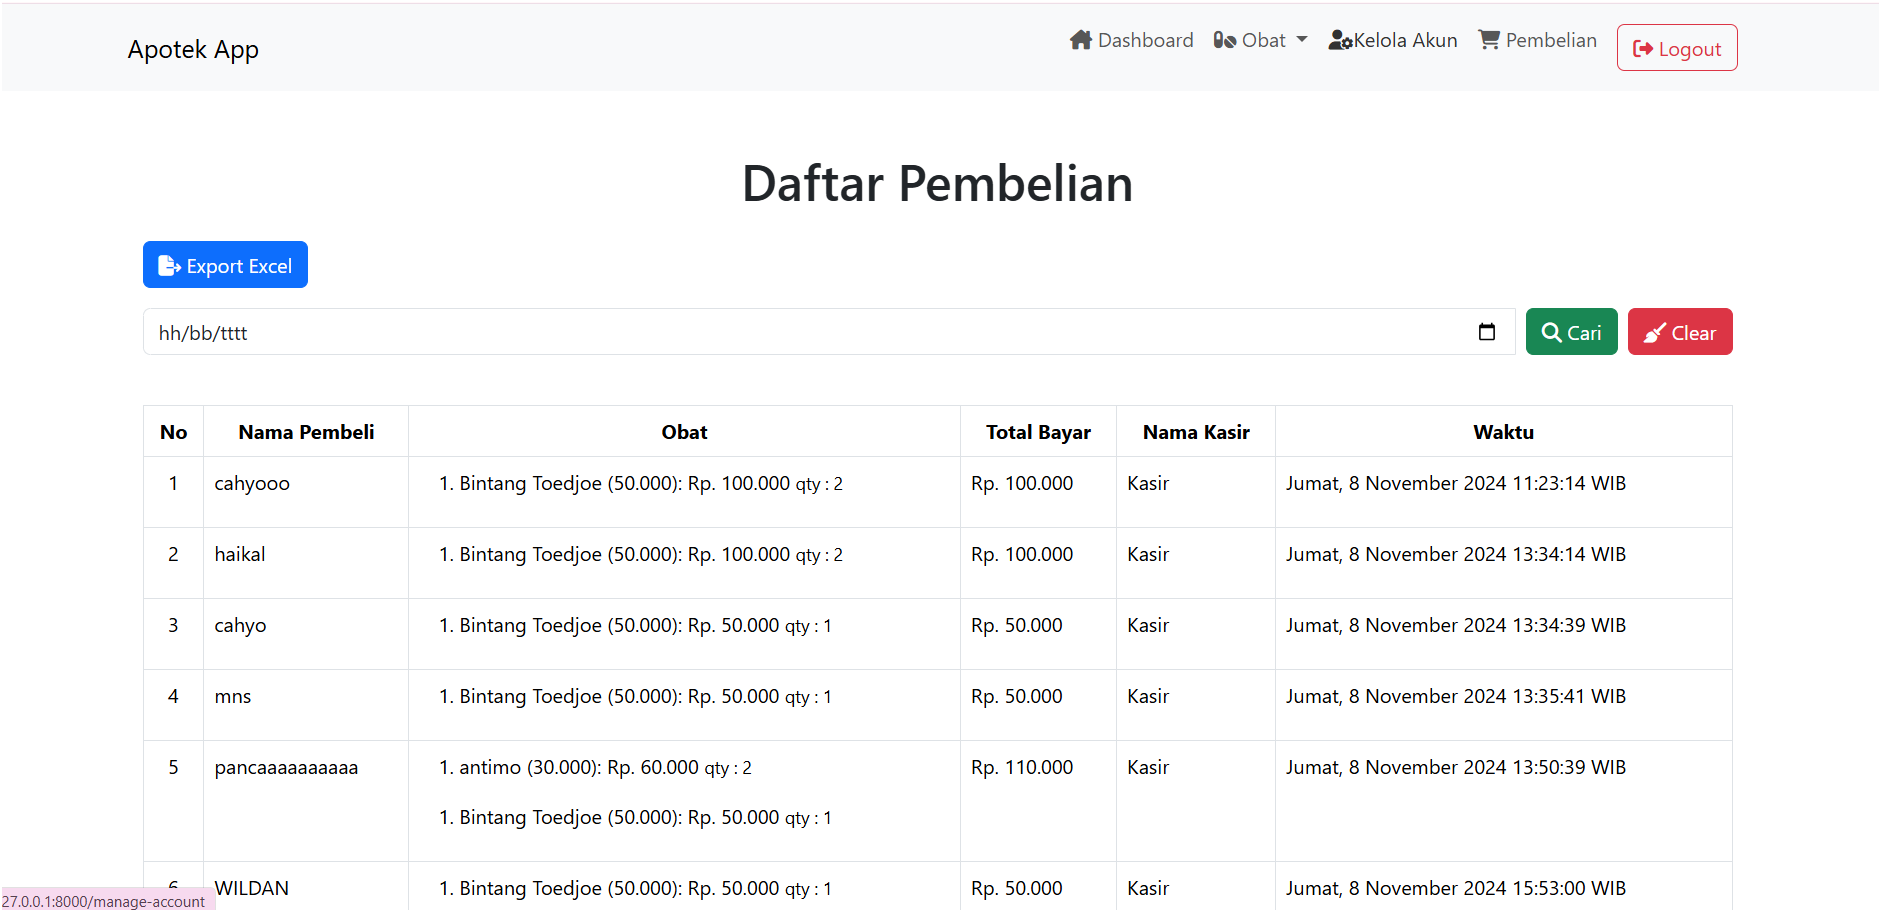 Apotek App Dashboard Obat Kelola Akun Pembelian Logout
Daftar Pembelian
Export Excel
hh/bb/tttt Cari Clear
No Nama Pembeli Obat Total Bayar Nama Kasir Waktu
1 cahyooo 1. Bintang Toedjoe (50.000): Rp. 100.000 qty : 2 Rp. 100.000 Kasir Jumat, 8 November 2024 11:23:14 WIB
2 haikal 1. Bintang Toedjoe (50.000): Rp. 100.000 qty : 2 Rp. 100.000 Kasir Jumat, 8 November 2024 13:34:14 WIB
3 cahyo 1. Bintang Toedjoe (50.000): Rp. 50.000 qty : 1 Rp. 50.000 Kasir Jumat, 8 November 2024 13:34:39 WIB
4 mns 1. Bintang Toedjoe (50.000): Rp. 50.000 qty : 1 Rp. 50.000 Kasir Jumat, 8 November 2024 13:35:41 WIB
5 pancaaaaaaaaaa 1. antimo (30.000): Rp. 60.000 qty : 2 Rp. 110.000 Kasir Jumat, 8 November 2024 13:50:39 WIB
1. Bintang Toedjoe (50.000): Rp. 50.000 qty : 1
6 WILDAN 1. Bintang Toedjoe (50.000): Rp. 50.000 qty : 1 Rp. 50.000 Kasir Jumat, 8 November 2024 15:53:00 WIB
27.0.0.1:8000/manage-account